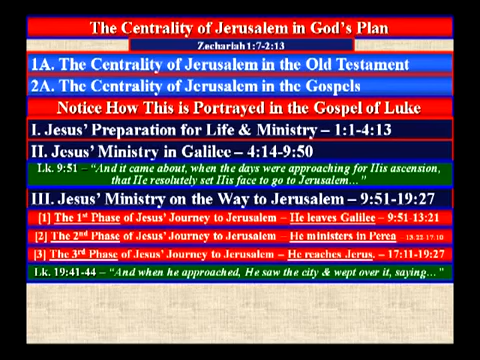 The Centrality of Jerusalem in God's Plan
Zechariah 1:7-2:13
1A. The Centrality of Jerusalem in the Old Testament
2A. The Centrality of Jerusalem in the Gospels
Notice How This is Portrayed in the Gospel of Luke
I. Jesus' Preparation for Life & Ministry – 1:1-4:13
II. Jesus' Ministry in Galilee – 4:14-9:50
Lk. 9:51 – "And it came about, when the days were approaching for His ascension,
that He resolutely set His face to go to Jerusalem…"
III. Jesus' Ministry on the Way to Jerusalem – 9:51-19:27
[1] The 1st Phase of Jesus' Journey to Jerusalem – He leaves Galilee – 9:51-13:21
[2] The 2nd Phase of Jesus' Journey to Jerusalem – He ministers in Perea 13:22-17:10
[3] The 3rd Phase of Jesus' Journey to Jerusalem – He reaches Jerus. – 17:11-19:27
Lk. 19:41-44 – "And when he approached, He saw the city & wept over it, saying…"